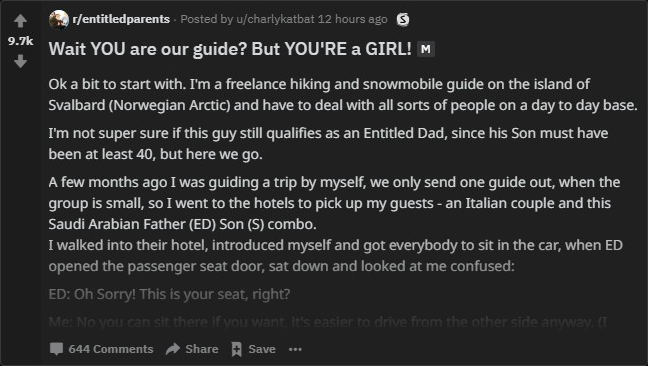 r/entitledparents · Posted by u/charlykatbat 12 hours ago
9.7k
Wait YOU are our guide? But YOU'RE a GIRL! M
Ok a bit to start with. I'm a freelance hiking and snowmobile guide on the island of
Svalbard (Norwegian Arctic) and have to deal with all sorts of people on a day to day base.
I'm not super sure if this guy still qualifies as an Entitled Dad, since his Son must have
been at least 40, but here we go.
A few months ago I was guiding a trip by myself, we only send one guide out, when the
group is small, so I went to the hotels to pick up my guests - an Italian couple and this
Saudi Arabian Father (ED) Son (S) combo.
I walked into their hotel, introduced myself and got everybody to sit in the car, when ED
opened the passenger seat door, sat down and looked at me confused:
ED: Oh Sorry! This is your seat, right?
Me: No you can sit there if you want, it's easier to drive from the other side anyway. (I
644 Comments Share Save